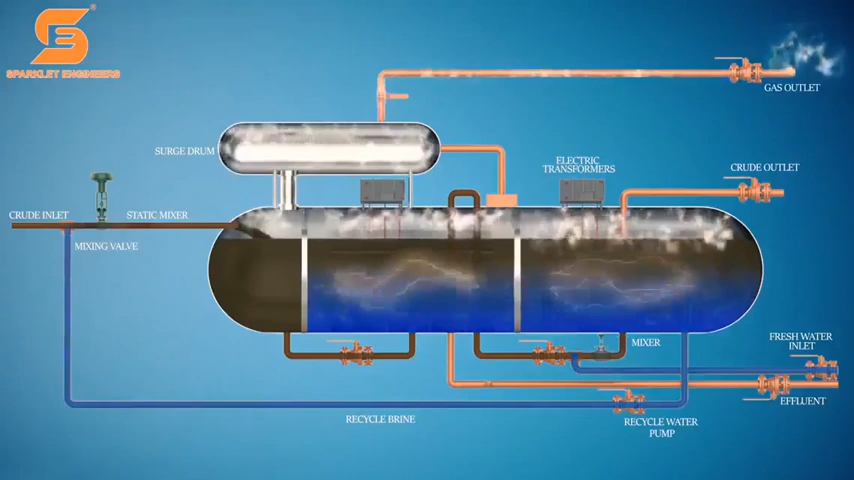 SPARKLET ENGINEERS
GAS OUTLET
SURGE DRUM
ELECTRIC
TRANSFORMERS
CRUDE OUTLET
CRUDE INLET
STATIC MIXER
MIXING VALVE
MIXER
FRESH WATER
INLET
EFFLUENT
RECYCLE BRINE
RECYCLE WATER
PUMP